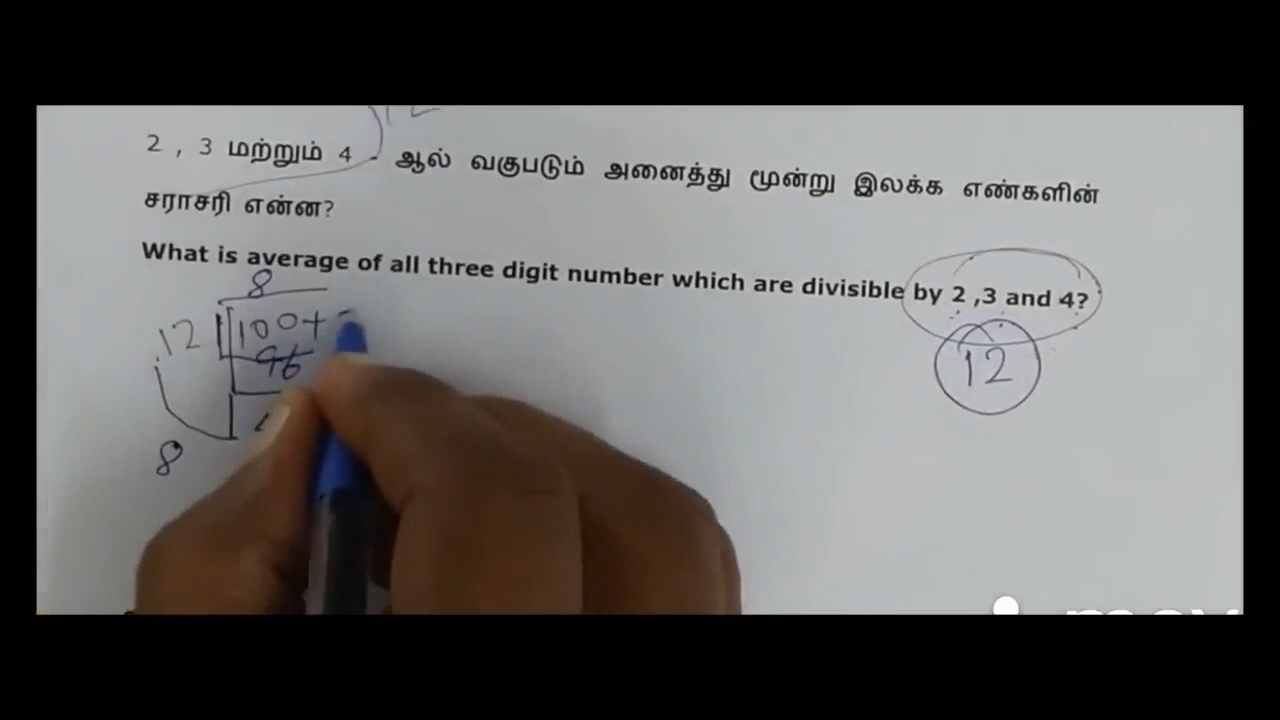 2 , 3 மற்றும் 4 - ஆல் வகுபடும் அனைத்து மூன்று இலக்க எண்களின்
சராசரி என்ன?
What is average of all three digit number which are divisible by 2 ,3 and 4?
12
8
12 100+
96
8